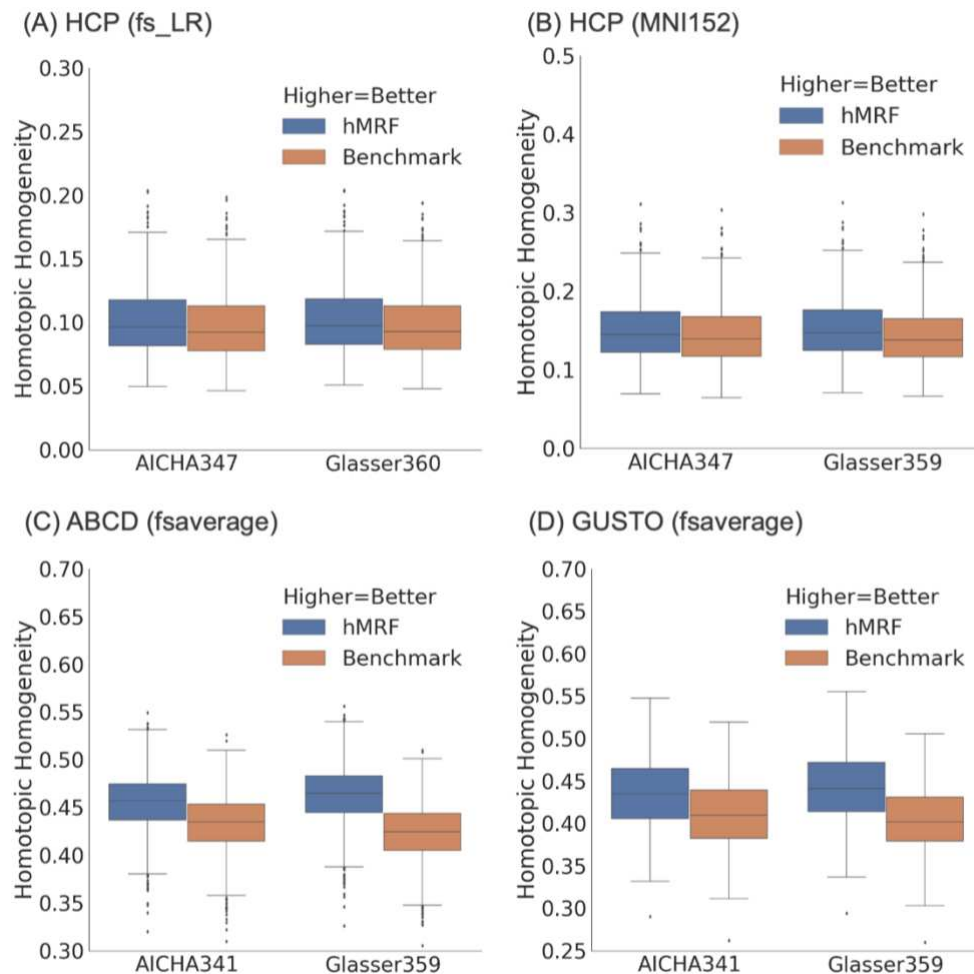 (A) HCP (fs_LR)
Homotopic Homogeneity
0.30
0.25
0.20
0.15
0.10
0.05
0.00
Higher=Better
hMRF
Benchmark
AICHA347 Glasser360
(B) HCP (MNI152)
Homotopic Homogeneity
0.5
0.4
0.3
0.2
0.1
0.0
Higher=Better
hMRF
Benchmark
AICHA347 Glasser359
(C) ABCD (fsaverage)
Homotopic Homogeneity
0.70
0.65
0.60
0.55
0.50
0.45
0.40
0.35
0.30
Higher=Better
hMRF
Benchmark
AICHA341 Glasser359
(D) GUSTO (fsaverage)
Homotopic Homogeneity
0.70
0.65
0.60
0.55
0.50
0.45
0.40
0.35
0.30
0.25
Higher=Better
hMRF
Benchmark
AICHA341 Glasser359